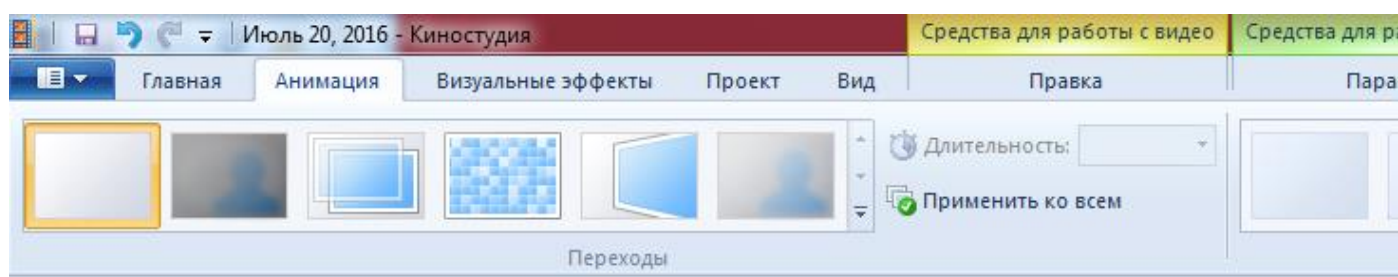 Июль 20, 2016 - Киностудия Средства для работы с видео Средства для
Главная Анимация Визуальные эффекты Проект Вид Правка
Длительность:
Применить ко всем
Переходы